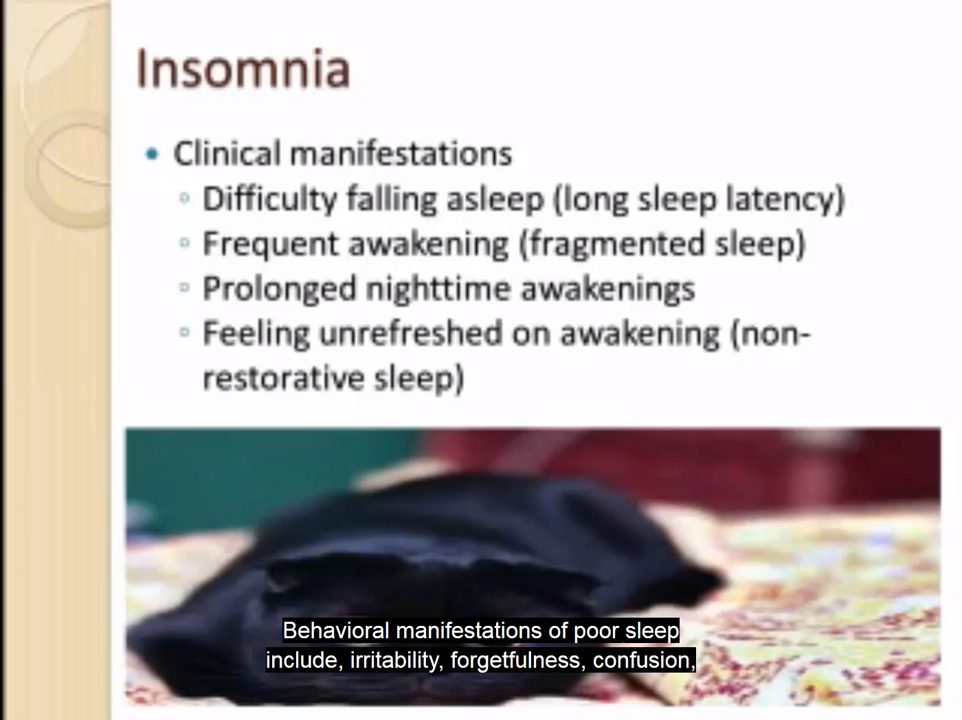 Insomnia
Clinical manifestations
Difficulty falling asleep (long sleep latency)
Frequent awakening (fragmented sleep)
Prolonged nighttime awakenings
Feeling unrefreshed on awakening (non-
restorative sleep)
Behavioral manifestations of poor sleep
include, irritability, forgetfulness, confusion,